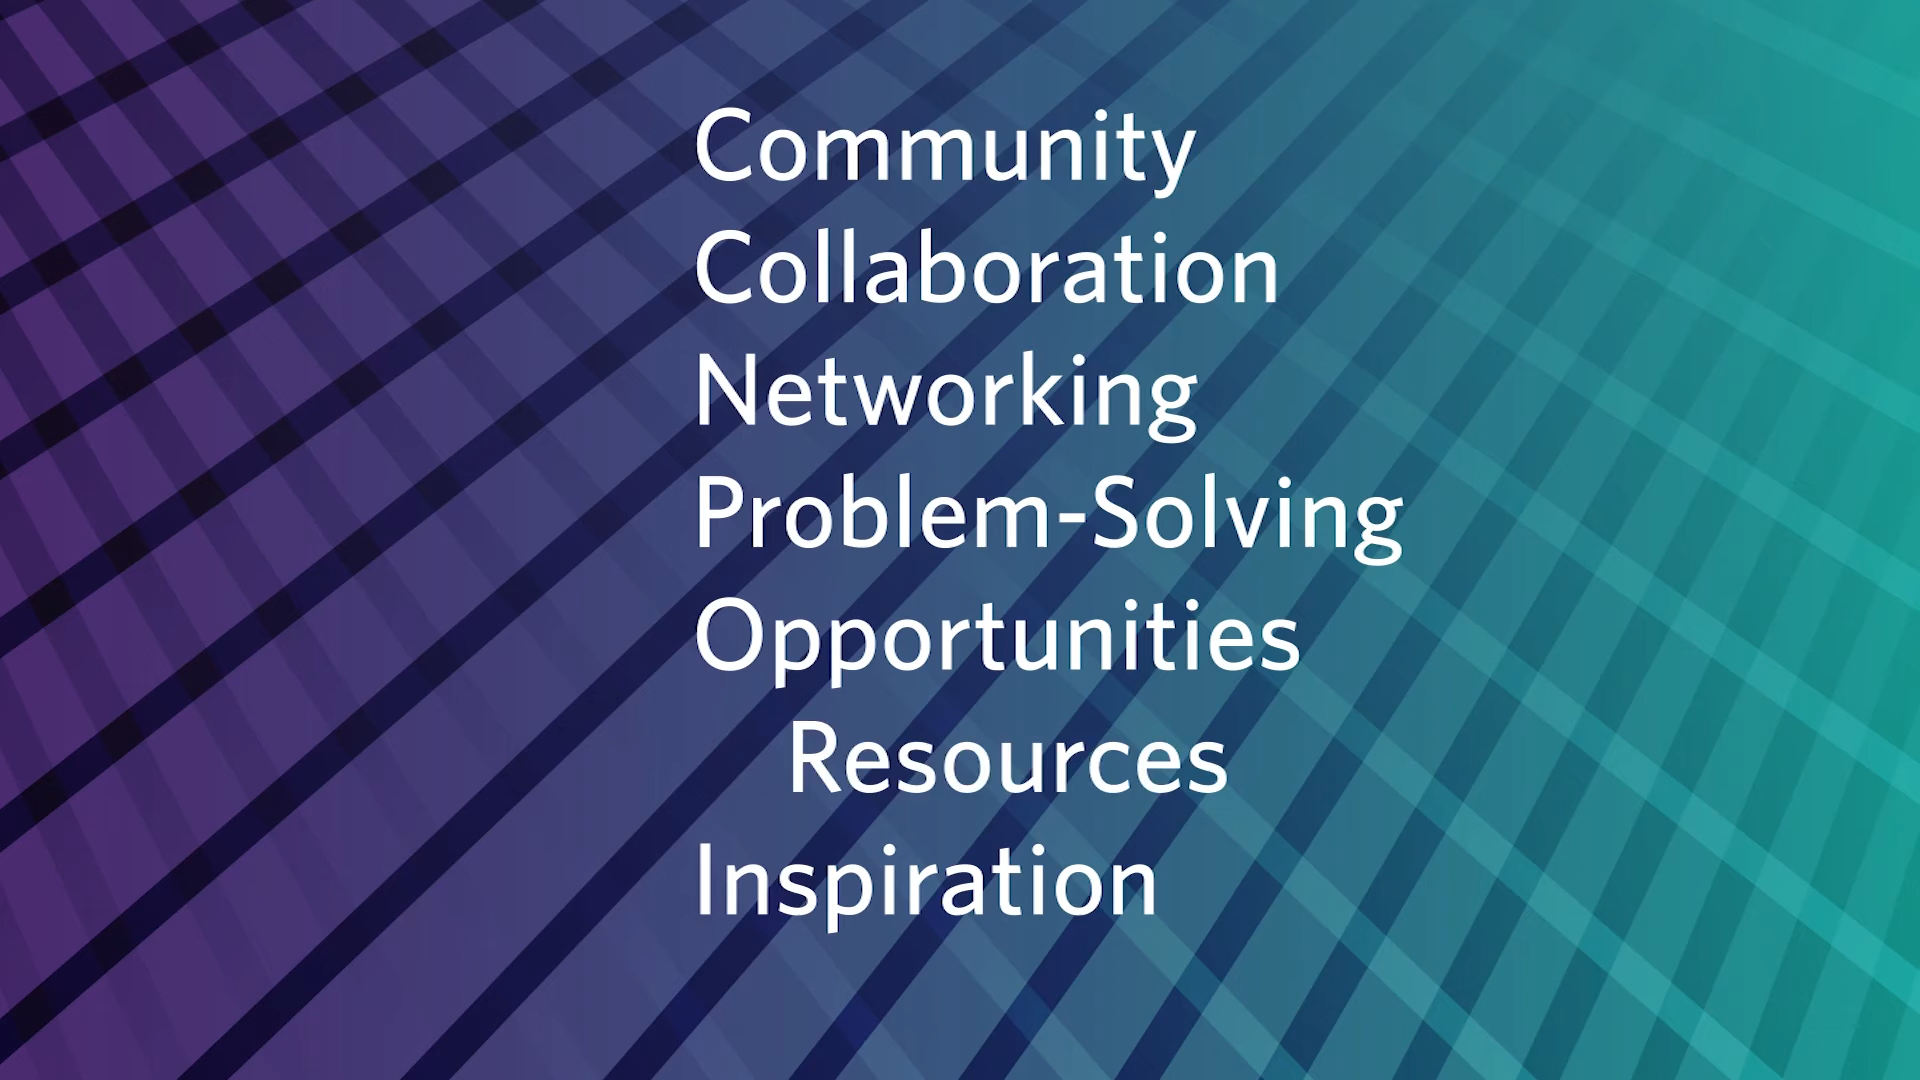 Community
Collaboration
Networking
Problem-Solving
Opportunities
Resources
Inspiration